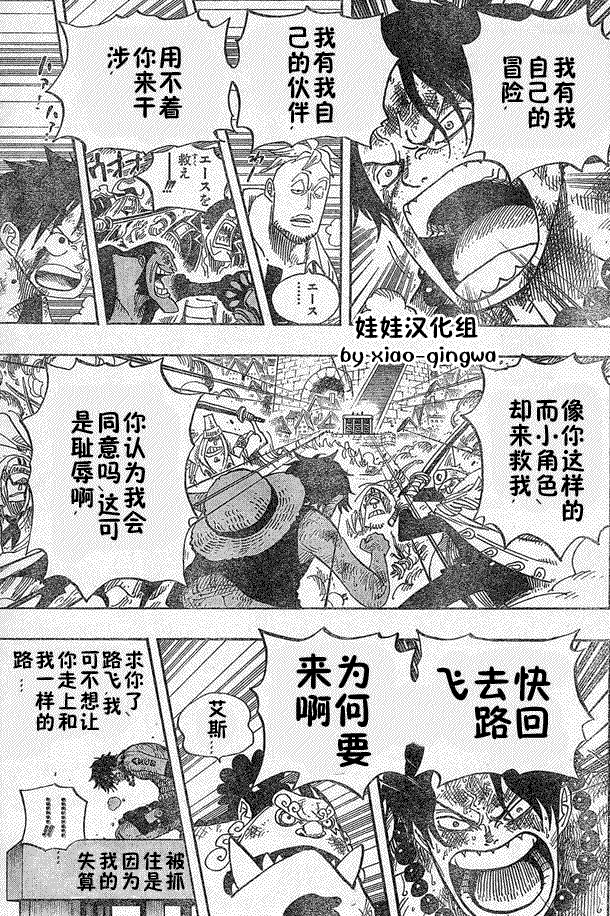 我有我
自己的
冒险
我有我自
己的伙伴
用不着
你来干
涉
エース
……
エースを
救え
!!!
娃娃汉化组
by xiao-qingwa
像你这样的
而小角色
却来救我
你认为我会
同意吗 这可
是耻辱啊
快回
去路
飞
为何要
来啊
艾斯
……
求你了、
路飞我、
可不想让
你走上和
我一样的
路
………!!!
被抓
住是
因为
我的
失算
……